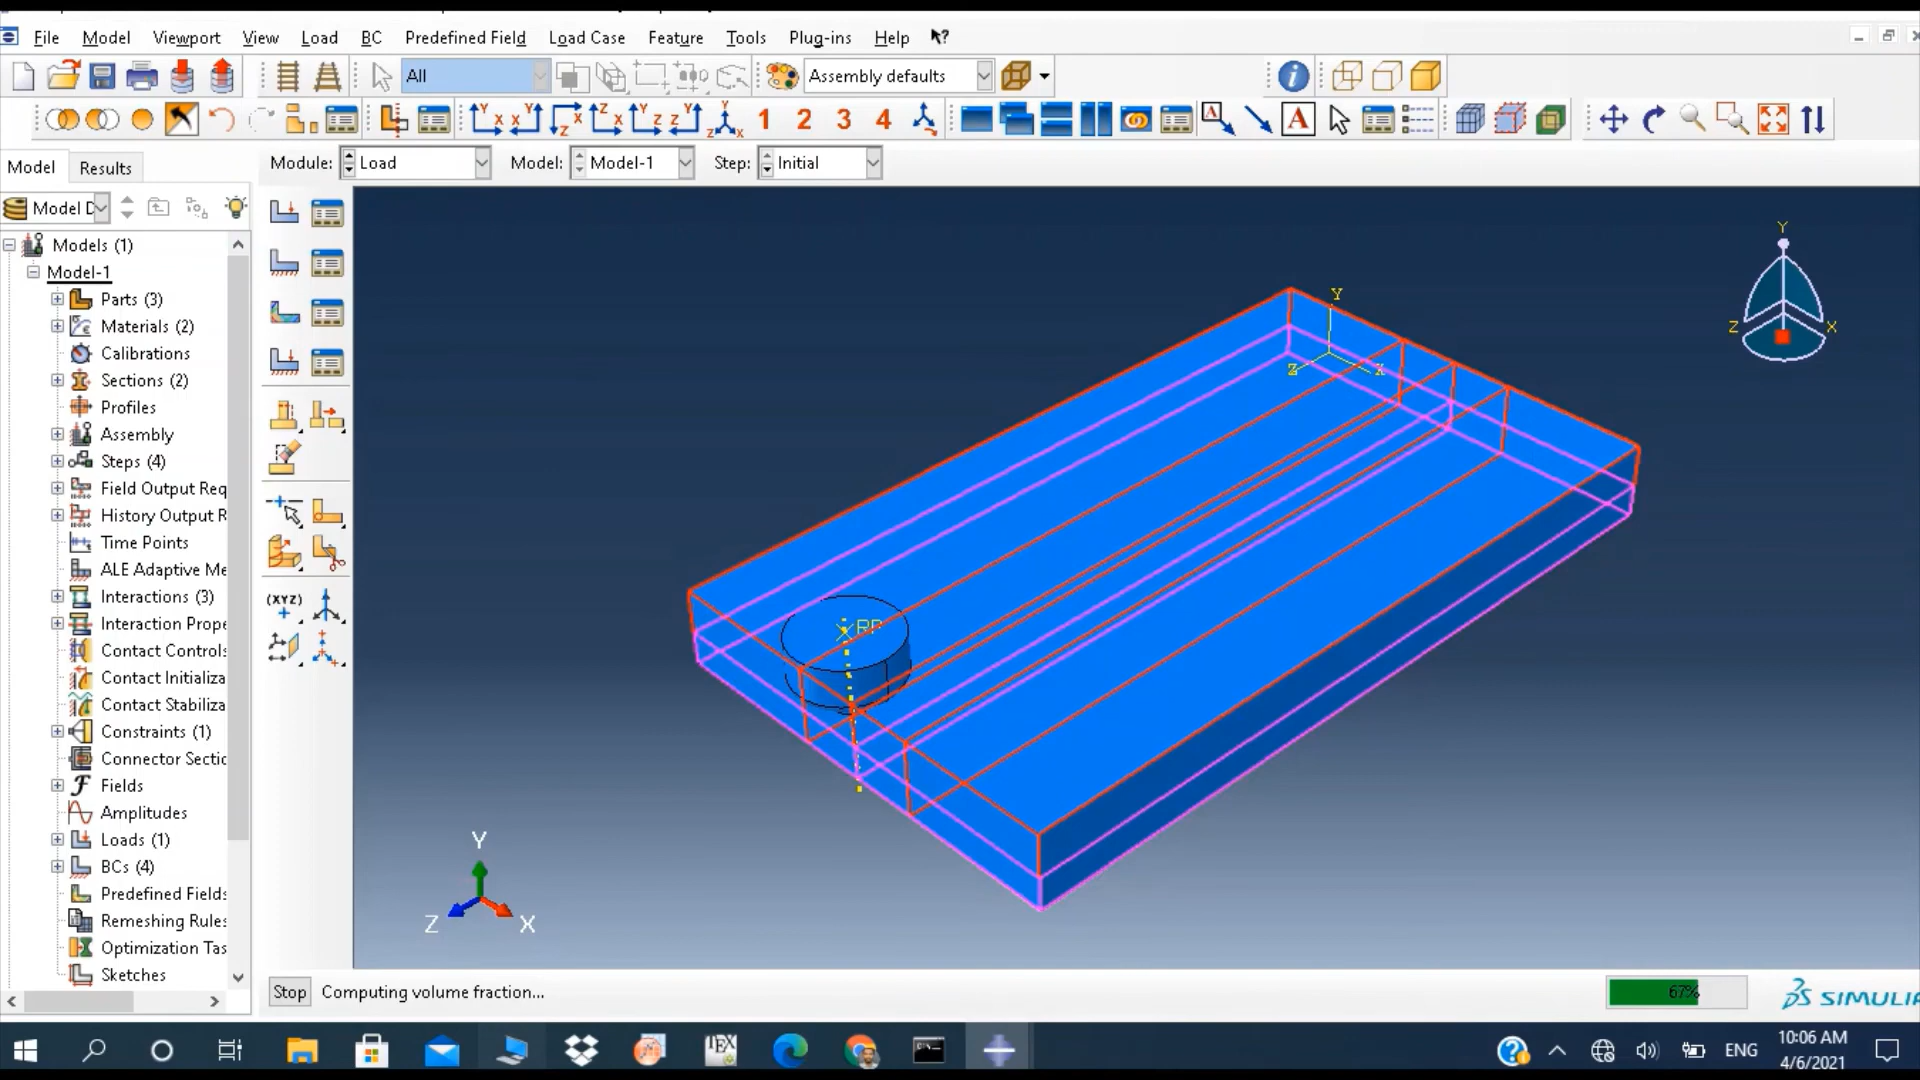 File Model Viewport View Load BC Predefined Field Load Case Feature Tools Plug-ins Help
All Assembly defaults
1 2 3 4 A
Model Results
Module: Load Model: Model-1 Step: Initial
Model D
Models (1)
Model-1
Parts (3)
Materials (2)
Calibrations
Sections (2)
Profiles
Assembly
Steps (4)
Field Output Req
History Output R
Time Points
ALE Adaptive Me
Interactions (3)
Interaction Prope
Contact Controls
Contact Initializa
Contact Stabiliza
Constraints (1)
Connector Sectic
Fields
Amplitudes
Loads (1)
BCs (4)
Predefined Fields
Remeshing Rules
Optimization Tas
Sketches
(XYZ)
Y
Z X
Y
Z X
RP
Y
Z X
Stop Computing volume fraction... 67% SIMULIA
TEX ENG 10:06 AM
4/6/2021